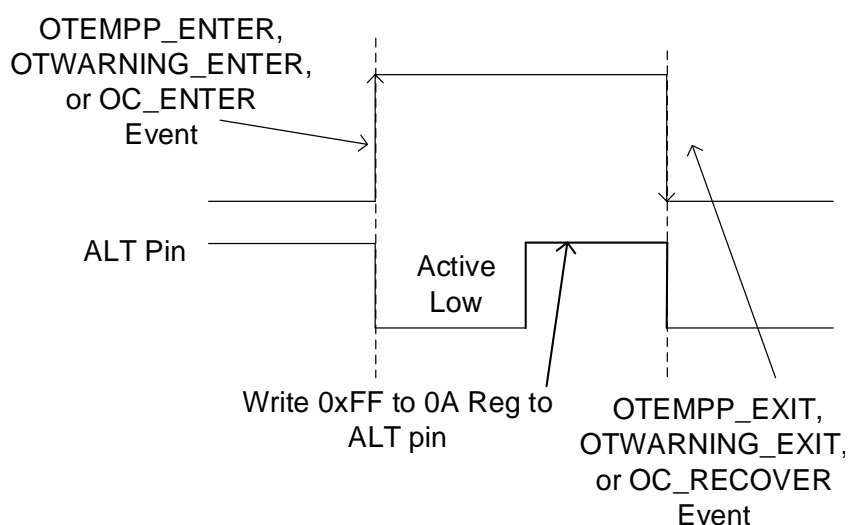 OTEMPP_ENTER,
OTWARNING_ENTER,
or OC_ENTER
Event
ALT Pin
Active
Low
Write 0xFF to 0A Reg to
ALT pin
OTEMPP_EXIT,
OTWARNING_EXIT,
or OC_RECOVER
Event